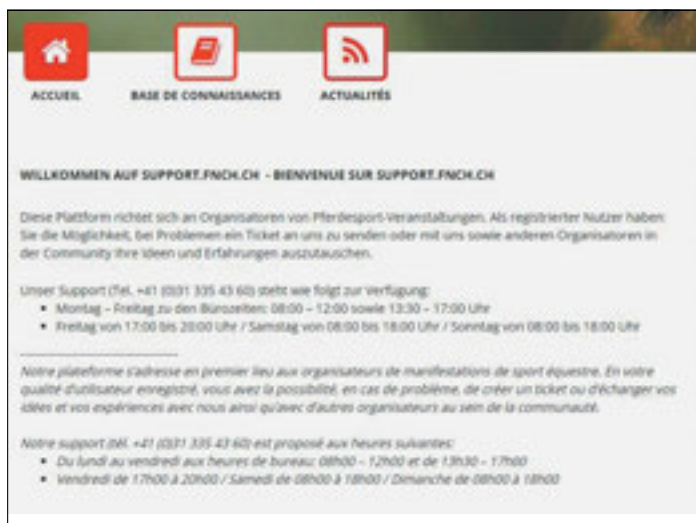 ACCUEIL BASE DE CONNAISSANCES ACTUALITÉS
WILLKOMMEN AUF SUPPORT.FNCH.CH - BIENVENUE SUR SUPPORT.FNCH.CH
Diese Plattform richtet sich an Organisatoren von Pferdesport-Veranstaltungen. Als registrierter Nutzer haben
Sie die Möglichkeit, bei Problemen ein Ticket an uns zu senden oder mit uns sowie anderen Organisatoren in
der Community Ihre Ideen und Erfahrungen auszutauschen.
Unser Support (Tel. +41 (0)31 335 43 60) steht wie folgt zur Verfügung:
• Montag – Freitag zu den Bürozeiten: 08:00 – 12:00 sowie 13:30 – 17:00 Uhr
• Freitag von 17:00 bis 20:00 Uhr / Samstag von 08:00 bis 18:00 Uhr / Sonntag von 08:00 bis 18:00 Uhr
Notre plateforme s'adresse en premier lieu aux organisateurs de manifestations de sport équestre. En votre
qualité d'utilisateur enregistré, vous avez la possibilité, en cas de problème, de créer un ticket ou d'échanger vos
idées et vos expériences avec nous ainsi qu'avec d'autres organisateurs au sein de la communauté.
Notre support (tél. +41 (0)31 335 43 60) est proposé aux heures suivantes:
• Du lundi au vendredi aux heures de bureau: 08h00 – 12h00 et de 13h30 – 17h00
• Vendredi de 17h00 à 20h00 / Samedi de 08h00 à 18h00 / Dimanche de 08h00 à 18h00